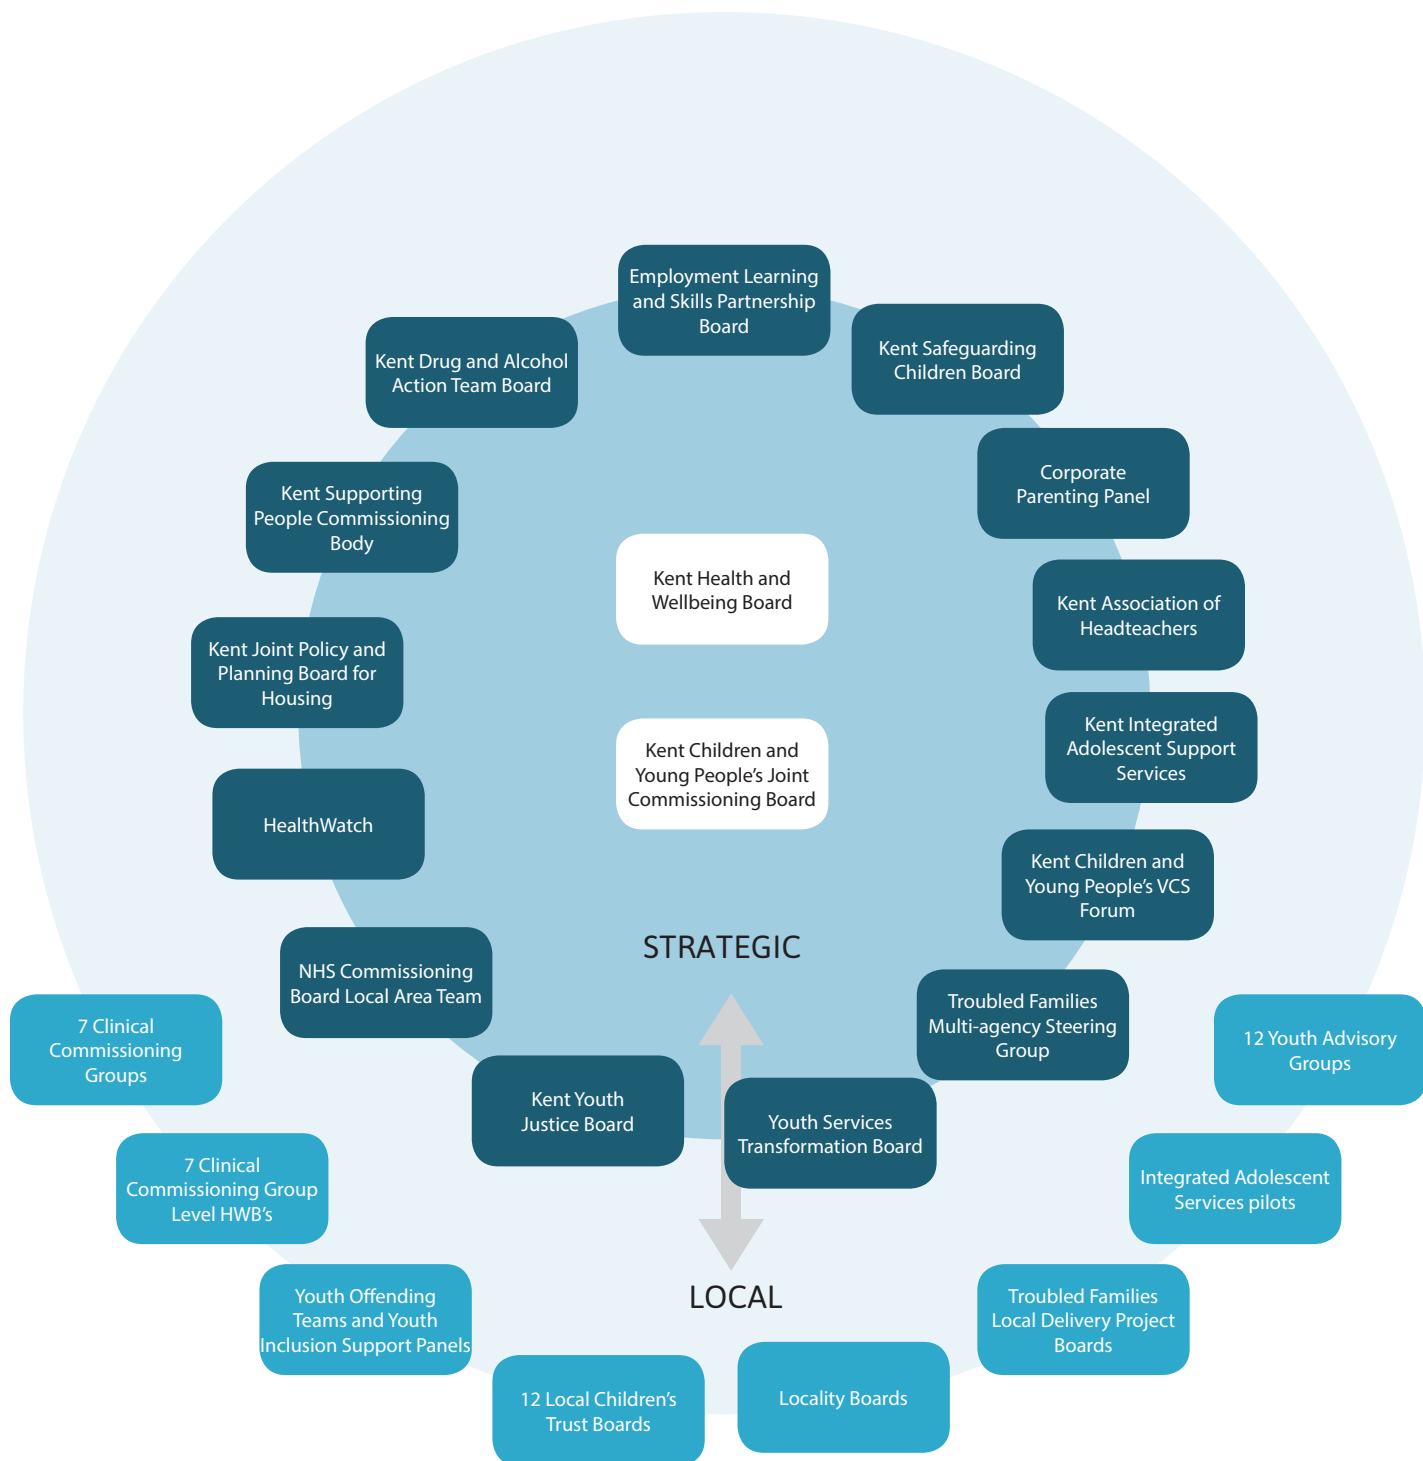 Employment Learning
and Skills Partnership
Board
Kent Drug and Alcohol
Action Team Board
Kent Safeguarding
Children Board
Corporate
Parenting Panel
Kent Supporting
People Commissioning
Body
Kent Health and
Wellbeing Board
Kent Association of
Headteachers
Kent Joint Policy and
Planning Board for
Housing
Kent Integrated
Adolescent Support
Services
Kent Children and
Young People’s Joint
Commissioning Board
HealthWatch
Kent Children and
Young People’s VCS
Forum
STRATEGIC
NHS Commissioning
Board Local Area Team
Troubled Families
Multi-agency Steering
Group
7 Clinical
Commissioning
Groups
12 Youth Advisory
Groups
Kent Youth
Justice Board
Youth Services
Transformation Board
7 Clinical
Commissioning Group
Level HWB’s
Integrated Adolescent
Services pilots
LOCAL
Youth Offending
Teams and Youth
Inclusion Support Panels
Troubled Families
Local Delivery Project
Boards
12 Local Children’s
Trust Boards
Locality Boards